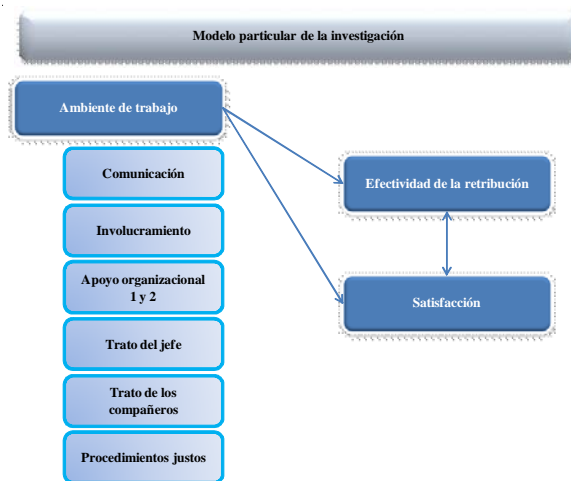 Modelo particular de la investigación
Ambiente de trabajo
Comunicación
Involucramiento
Apoyo organizacional
1 y 2
Trato del jefe
Trato de los
compañeros
Procedimientos justos
Efectividad de la retribución
Satisfacción